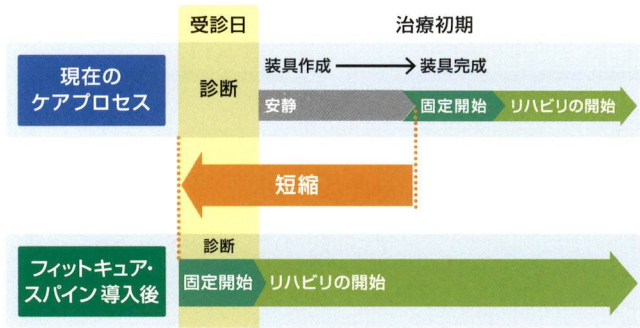 受診日
治療初期
現在の
ケアプロセス
診断
装具作成
装具完成
安静
固定開始
リハビリの開始
短縮
フィットキュア・
スパイン 導入後
診断
固定開始
リハビリの開始